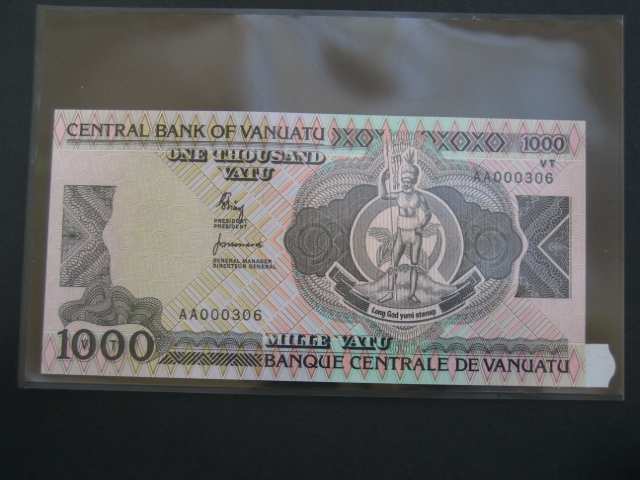 CENTRAL BANK OF VANUATU
1000
VT
ONE THOUSAND
VATU
AA000306
PRESIDENT
PRESIDENT
GENERAL MANAGER
DIRECTEUR GENERAL
Long God yumi stanap
AA000306
1000
VT
MILLE VATU
BANQUE CENTRALE DE VANUATU